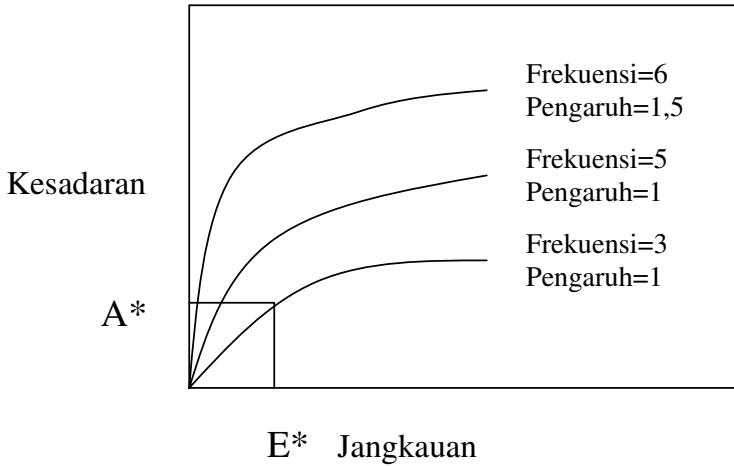 Frekuensi=6
Pengaruh=1,5
Frekuensi=5
Pengaruh=1
Kesadaran
Frekuensi=3
Pengaruh=1
A*
E* Jangkauan